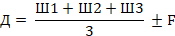 Д = (Ш1 + Ш2 + Ш3) / 3 ± F